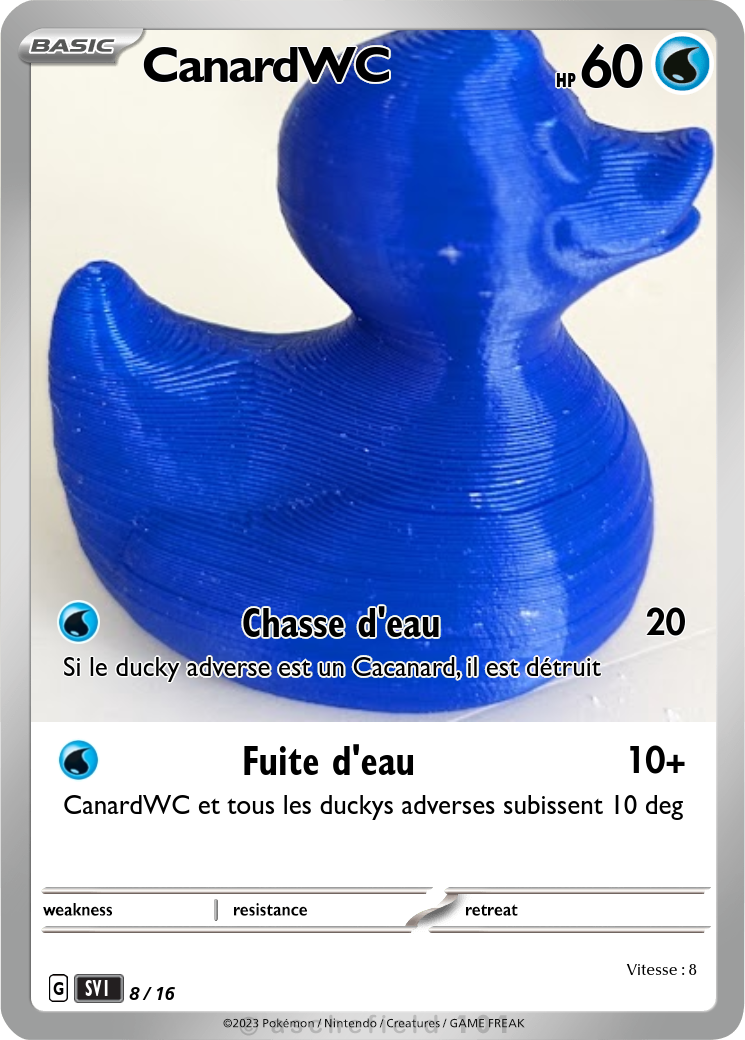 BASIC
CanardWC
HP 60
Chasse d'eau 20
Si le ducky adverse est un Cacanard, il est détruit
Fuite d'eau 10+
CanardWC et tous les duckys adverses subissent 10 deg
weakness resistance retreat
Vitesse : 8
G SVI 8 / 16
©2023 Pokémon / Nintendo / Creatures / GAME FREAK